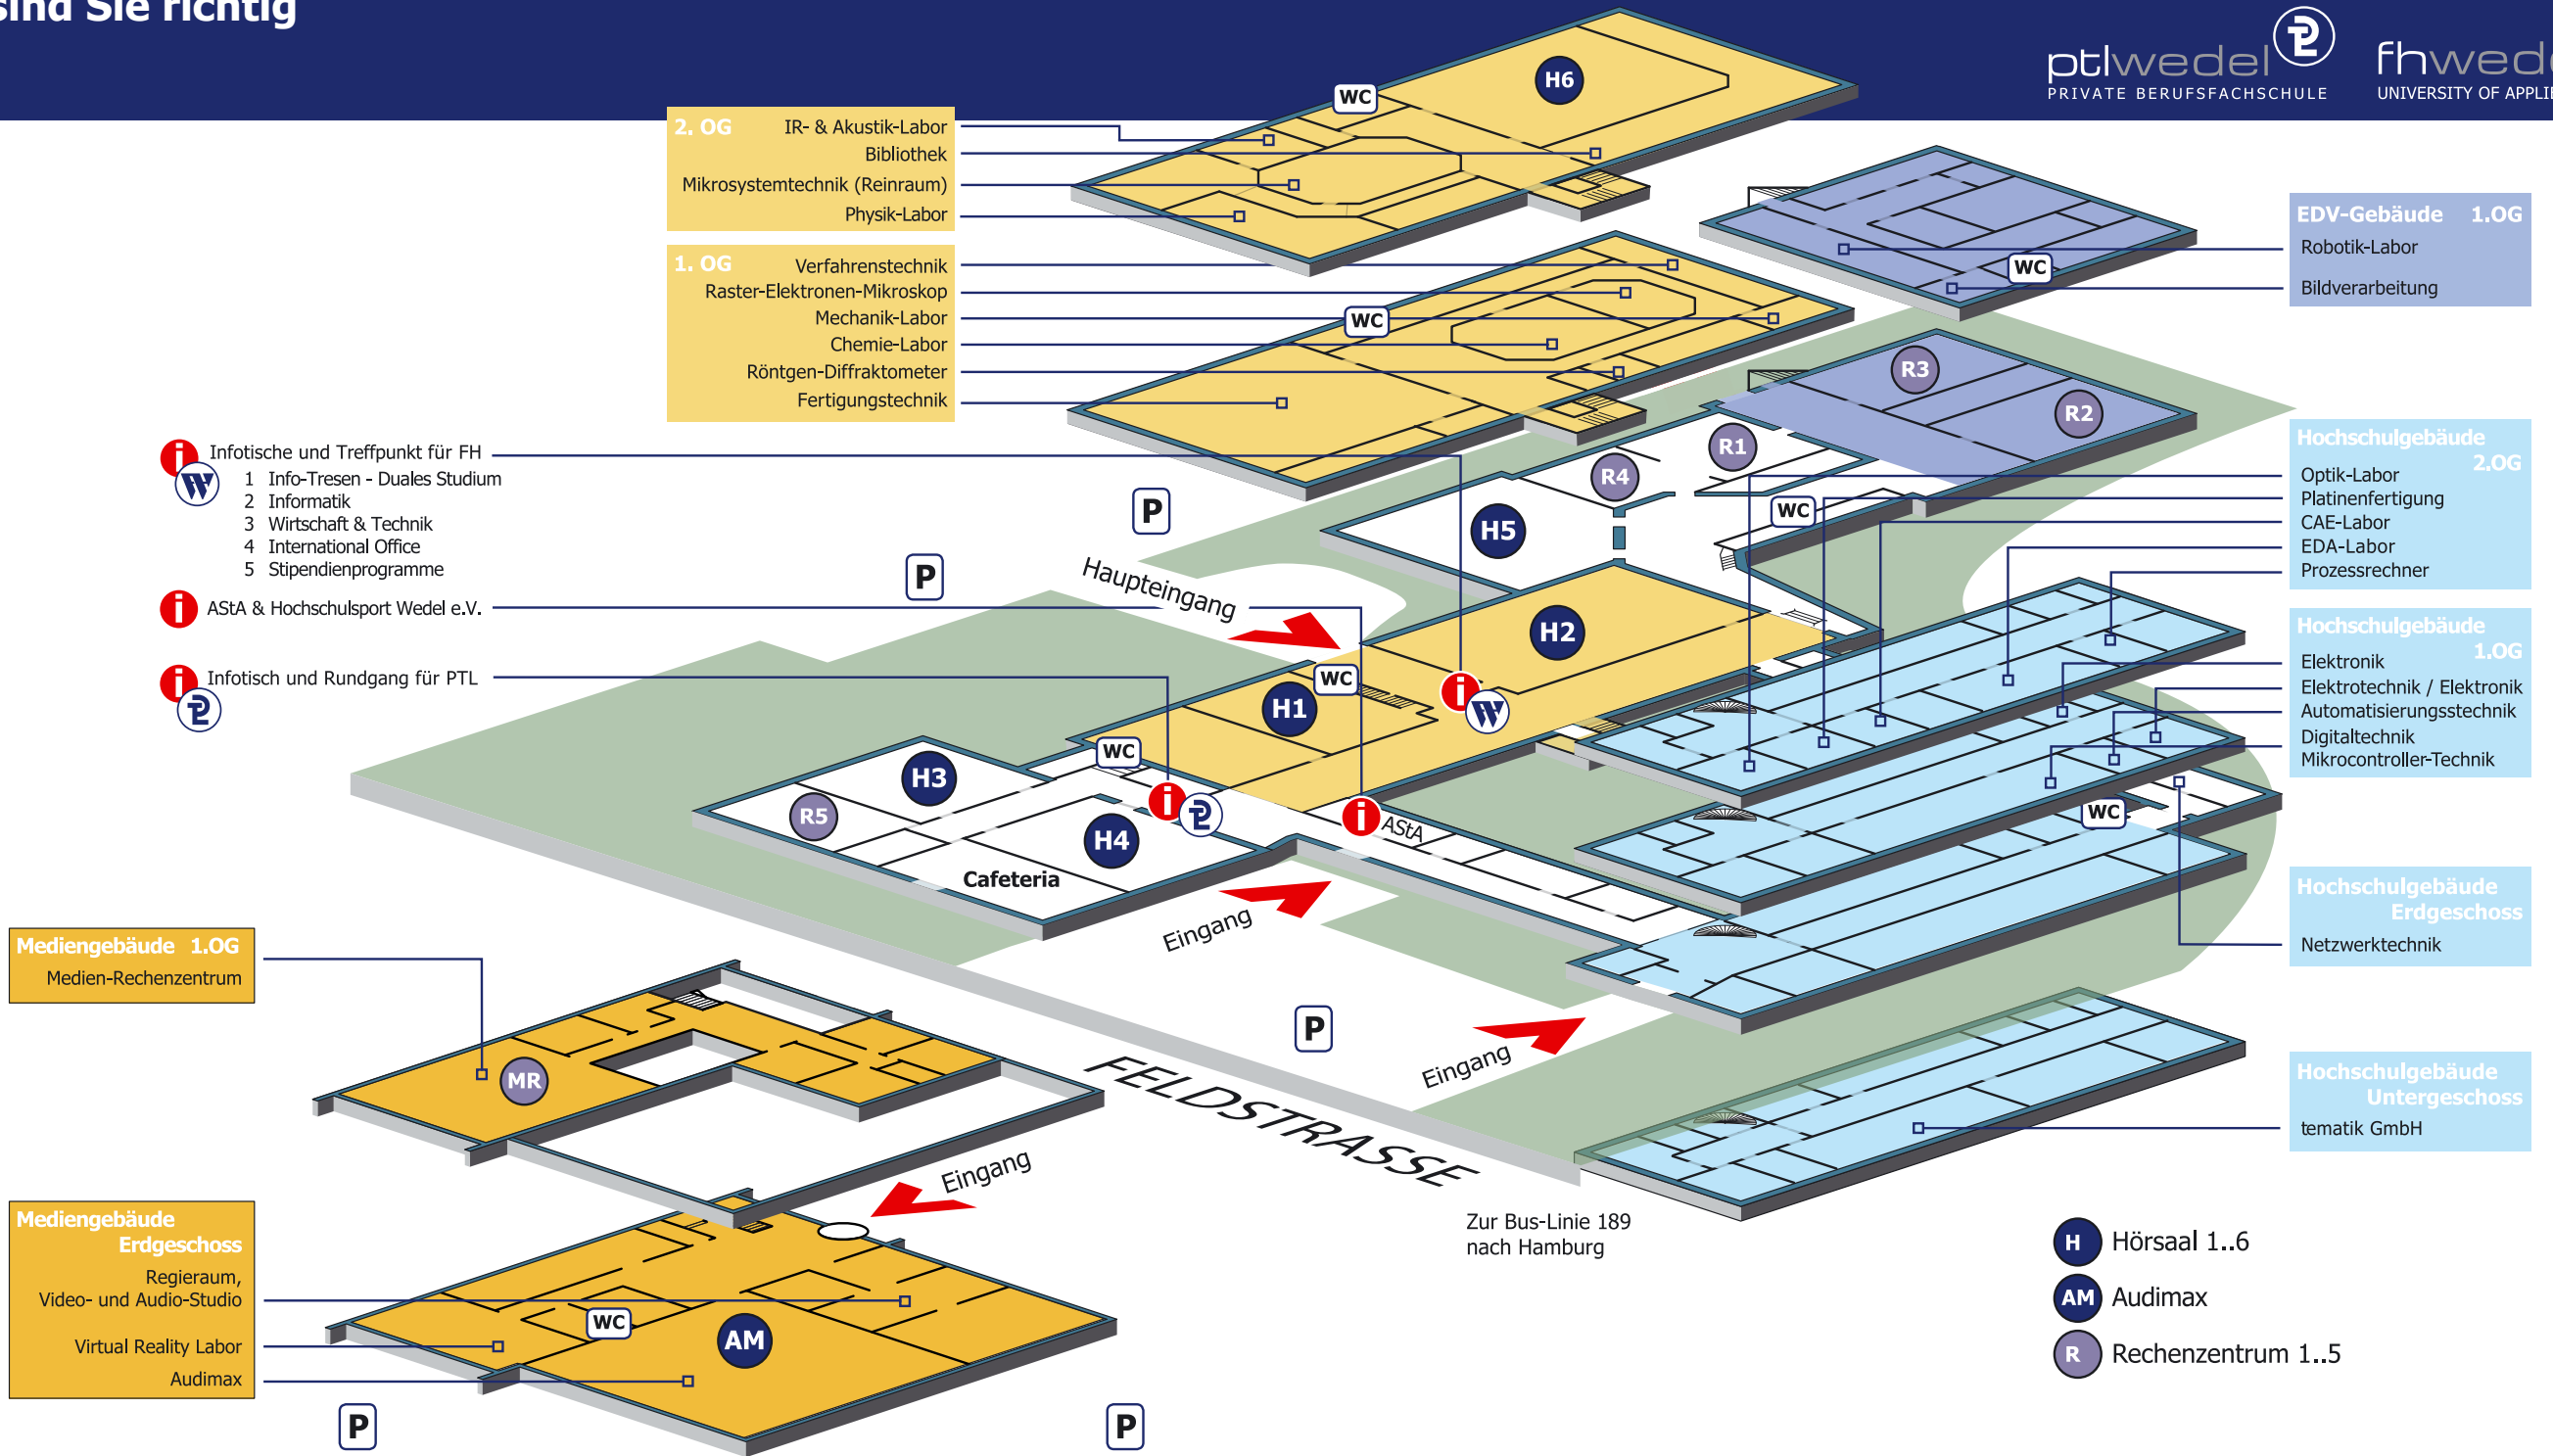 sind Sie richtig
ptlwedel
PRIVATE BERUFSFACHSCHULE
fhwede
UNIVERSITY OF APPLIE
2. OG
IR- & Akustik-Labor
Bibliothek
Mikrosystemtechnik (Reinraum)
Physik-Labor
1. OG
Verfahrenstechnik
Raster-Elektronen-Mikroskop
Mechanik-Labor
Chemie-Labor
Röntgen-Diffraktometer
Fertigungstechnik
WC
H6
WC
EDV-Gebäude 1.OG
Robotik-Labor
Bildverarbeitung
WC
R3
R2
R1
R4
H5
WC
Infotische und Treffpunkt für FH
1 Info-Tresen - Duales Studium
2 Informatik
3 Wirtschaft & Technik
4 International Office
5 Stipendienprogramme
i
W
i
AStA & Hochschulsport Wedel e.V.
i
Infotisch und Rundgang für PTL
P
P
Haupteingang
H2
WC
H1
i
W
WC
H3
R5
H4
i
i
AStA
Cafeteria
Eingang
Hochschulgebäude
2.OG
Optik-Labor
Platinenfertigung
CAE-Labor
EDA-Labor
Prozessrechner
Hochschulgebäude
1.OG
Elektronik
Elektrotechnik / Elektronik
Automatisierungsstechnik
Digitaltechnik
Mikrocontroller-Technik
WC
Hochschulgebäude
Erdgeschoss
Netzwerktechnik
Hochschulgebäude
Untergeschoss
tematik GmbH
Mediengebäude 1.OG
Medien-Rechenzentrum
MR
P
Eingang
FELDSTRASSE
Eingang
Zur Bus-Linie 189
nach Hamburg
Mediengebäude
Erdgeschoss
Regieraum,
Video- und Audio-Studio
Virtual Reality Labor
Audimax
WC
AM
P
P
H Hörsaal 1..6
AM Audimax
R Rechenzentrum 1..5